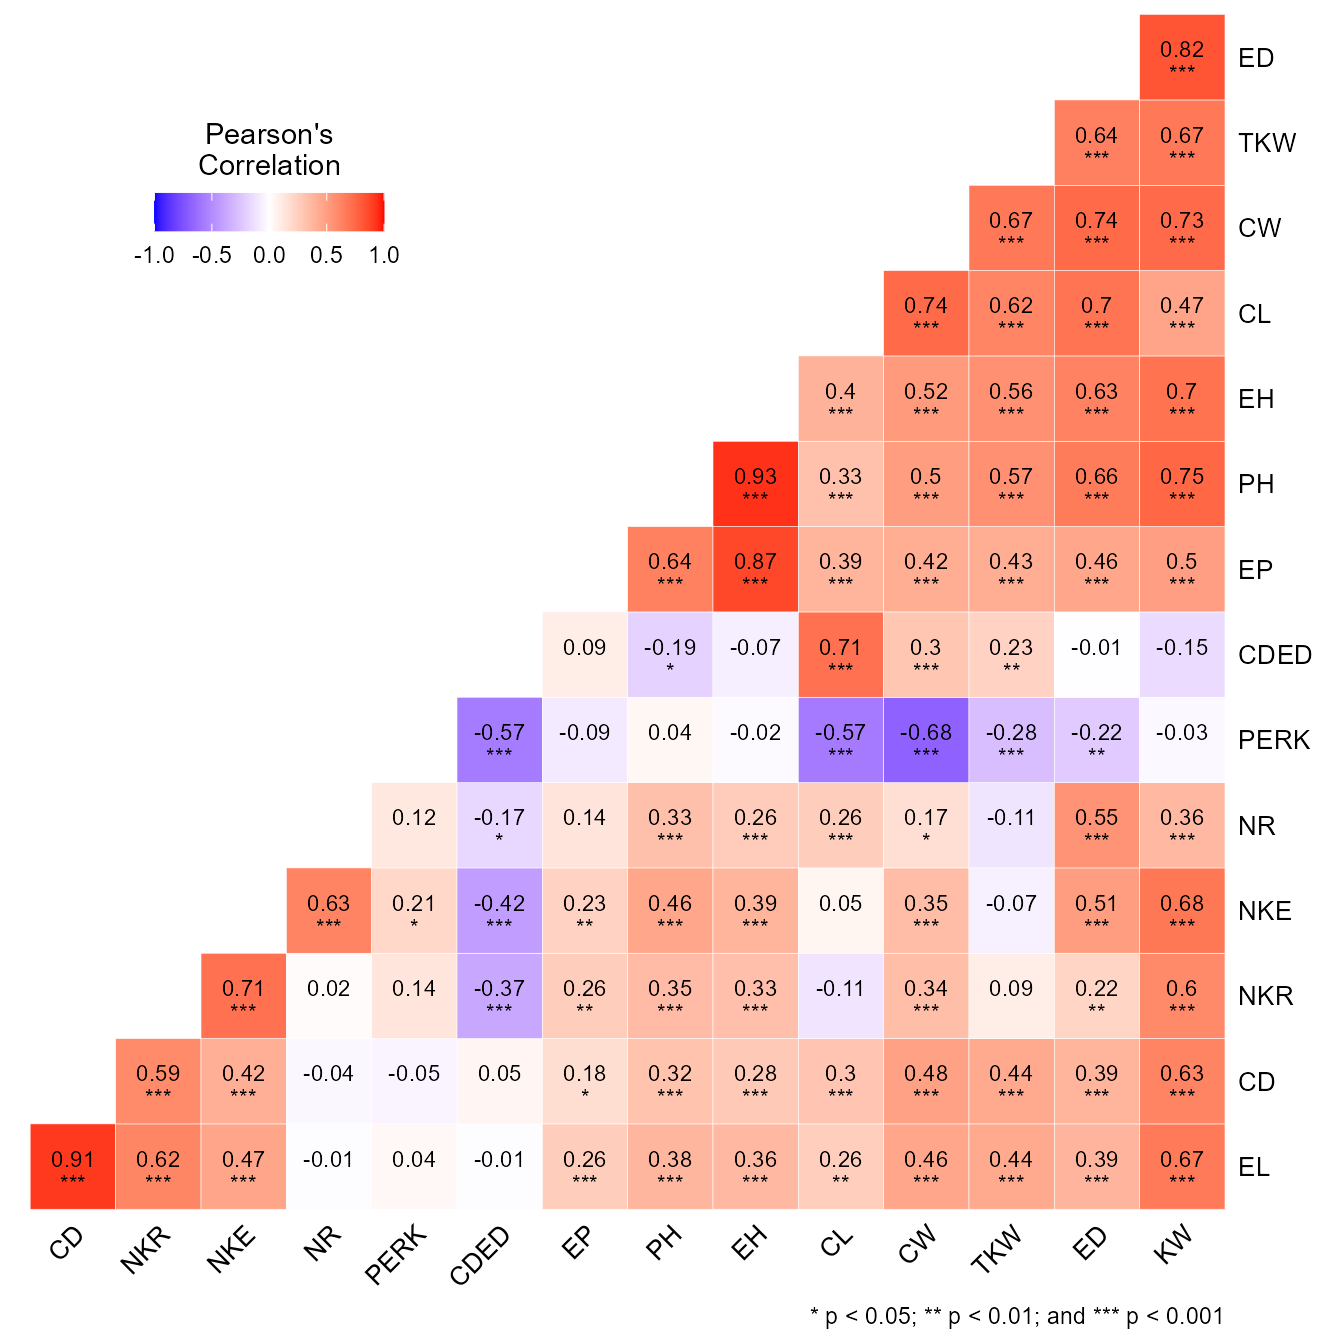 0.82 ED
***
Pearson's
Correlation
-1.0 -0.5 0.0 0.5 1.0
0.64 0.67 TKW
*** ***
0.67 0.74 0.73 CW
*** *** ***
0.74 0.62 0.7 0.47 CL
*** *** *** ***
0.4 0.52 0.56 0.63 0.7 EH
*** *** *** *** ***
0.93 0.33 0.5 0.57 0.66 0.75 PH
*** *** *** *** *** ***
0.64 0.87 0.39 0.42 0.43 0.46 0.5 EP
*** *** *** *** *** *** ***
0.09 -0.19 -0.07 0.71 0.3 0.23 -0.01 -0.15 CDED
* *** *** **
-0.57 -0.09 0.04 -0.02 -0.57 -0.68 -0.28 -0.22 -0.03 PERK
*** *** *** *** **
0.12 -0.17 0.14 0.33 0.26 0.26 0.17 -0.11 0.55 0.36 NR
* *** *** *** * *** ***
0.63 0.21 -0.42 0.23 0.46 0.39 0.05 0.35 -0.07 0.51 0.68 NKE
*** * *** ** *** *** *** *** ***
0.71 0.02 0.14 -0.37 0.26 0.35 0.33 -0.11 0.34 0.09 0.22 0.6 NKR
*** *** ** *** *** *** ** ***
0.59 0.42 -0.04 -0.05 0.05 0.18 0.32 0.28 0.3 0.48 0.44 0.39 0.63 CD
*** *** * *** *** *** *** *** *** ***
0.91 0.62 0.47 -0.01 0.04 -0.01 0.26 0.38 0.36 0.26 0.46 0.44 0.39 0.67 EL
*** *** *** *** *** *** ** *** *** *** ***
CD NKR NKE NR PERK CDED EP PH EH CL CW TKW ED KW
* p < 0.05; ** p < 0.01; and *** p < 0.001